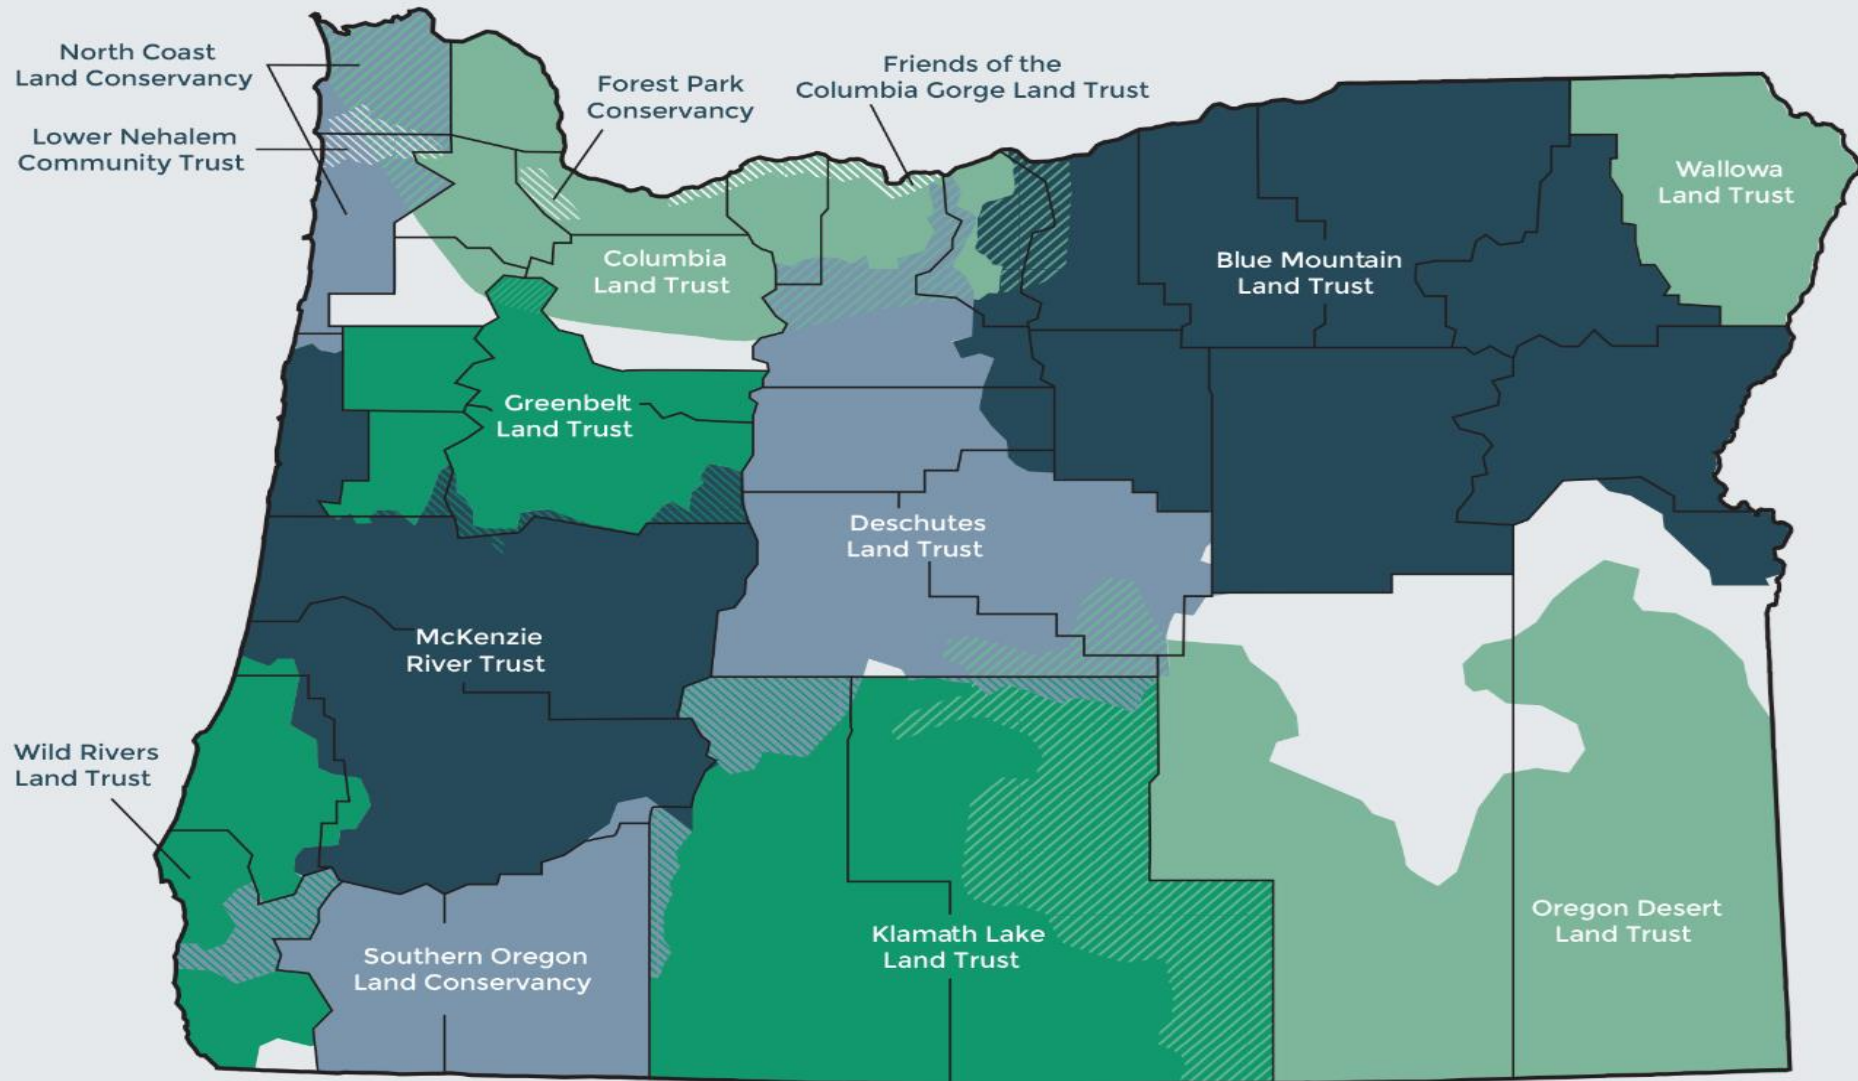 North Coast
Land Conservancy
Lower Nehalem
Community Trust
Forest Park
Conservancy
Friends of the
Columbia Gorge Land Trust
Wallowa
Land Trust
Columbia
Land Trust
Blue Mountain
Land Trust
Greenbelt
Land Trust
Deschutes
Land Trust
McKenzie
River Trust
Wild Rivers
Land Trust
Southern Oregon
Land Conservancy
Klamath Lake
Land Trust
Oregon Desert
Land Trust